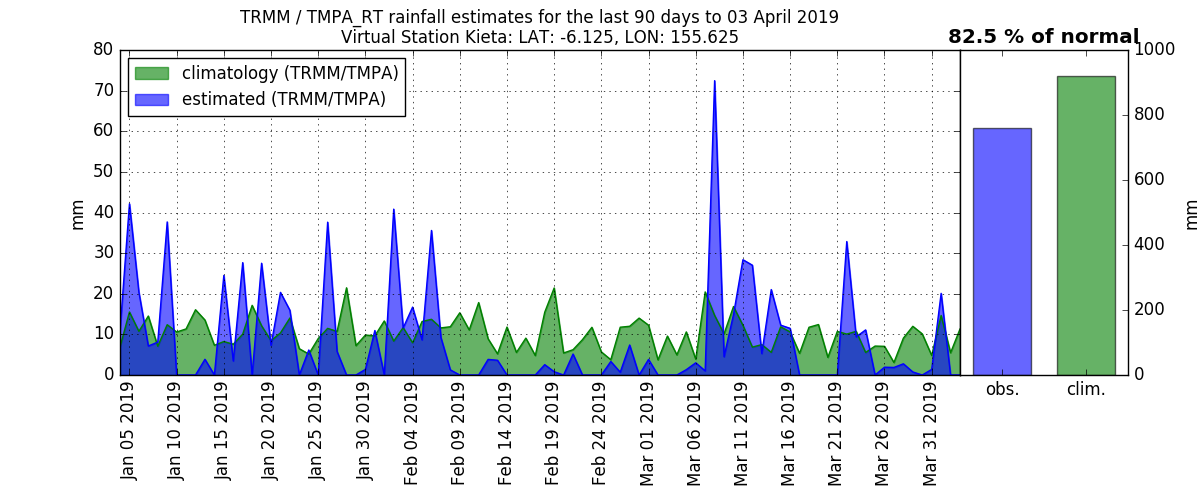 TRMM / TMPA_RT rainfall estimates for the last 90 days to 03 April 2019
Virtual Station Kieta: LAT: -6.125, LON: 155.625
82.5 % of normal
climatology (TRMM/TMPA)
estimated (TRMM/TMPA)
mm
80
70
60
50
40
30
20
10
0
Jan 05 2019
Jan 10 2019
Jan 15 2019
Jan 20 2019
Jan 25 2019
Jan 30 2019
Feb 04 2019
Feb 09 2019
Feb 14 2019
Feb 19 2019
Feb 24 2019
Mar 01 2019
Mar 06 2019
Mar 11 2019
Mar 16 2019
Mar 21 2019
Mar 26 2019
Mar 31 2019
obs.
clim.
1000
800
600
400
200
0
mm